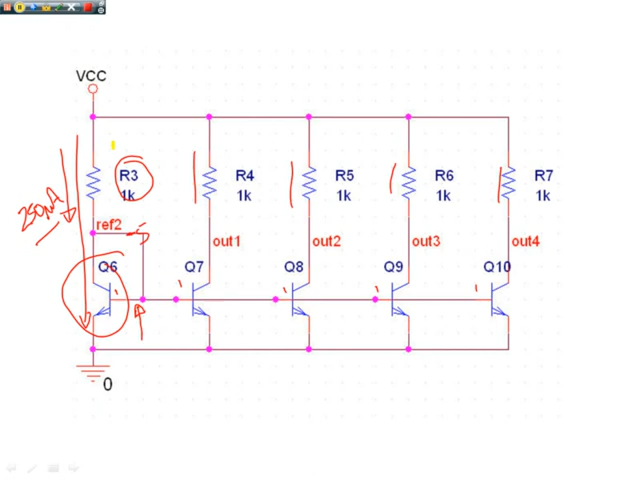 VCC
R3
1k
R4
1k
R5
1k
R6
1k
R7
1k
250µA
ref2
out1
out2
out3
out4
Q6
Q7
Q8
Q9
Q10
0